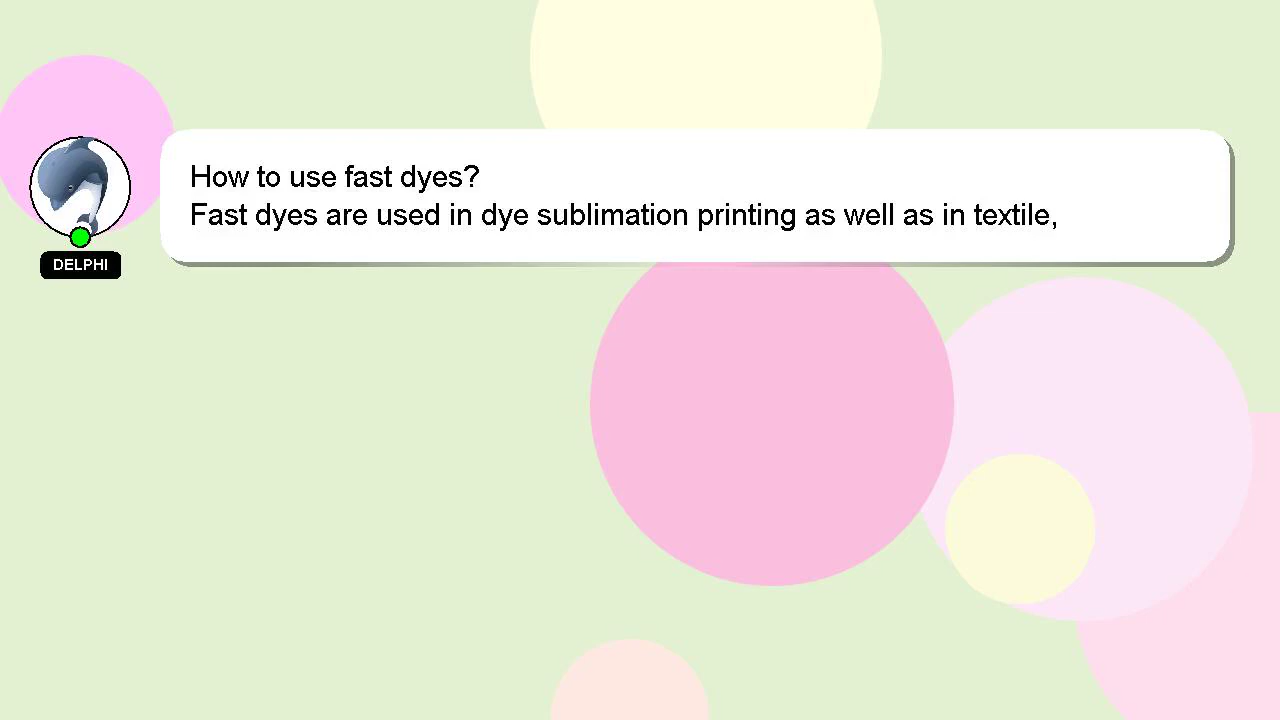 How to use fast dyes?
Fast dyes are used in dye sublimation printing as well as in textile,
DELPHI